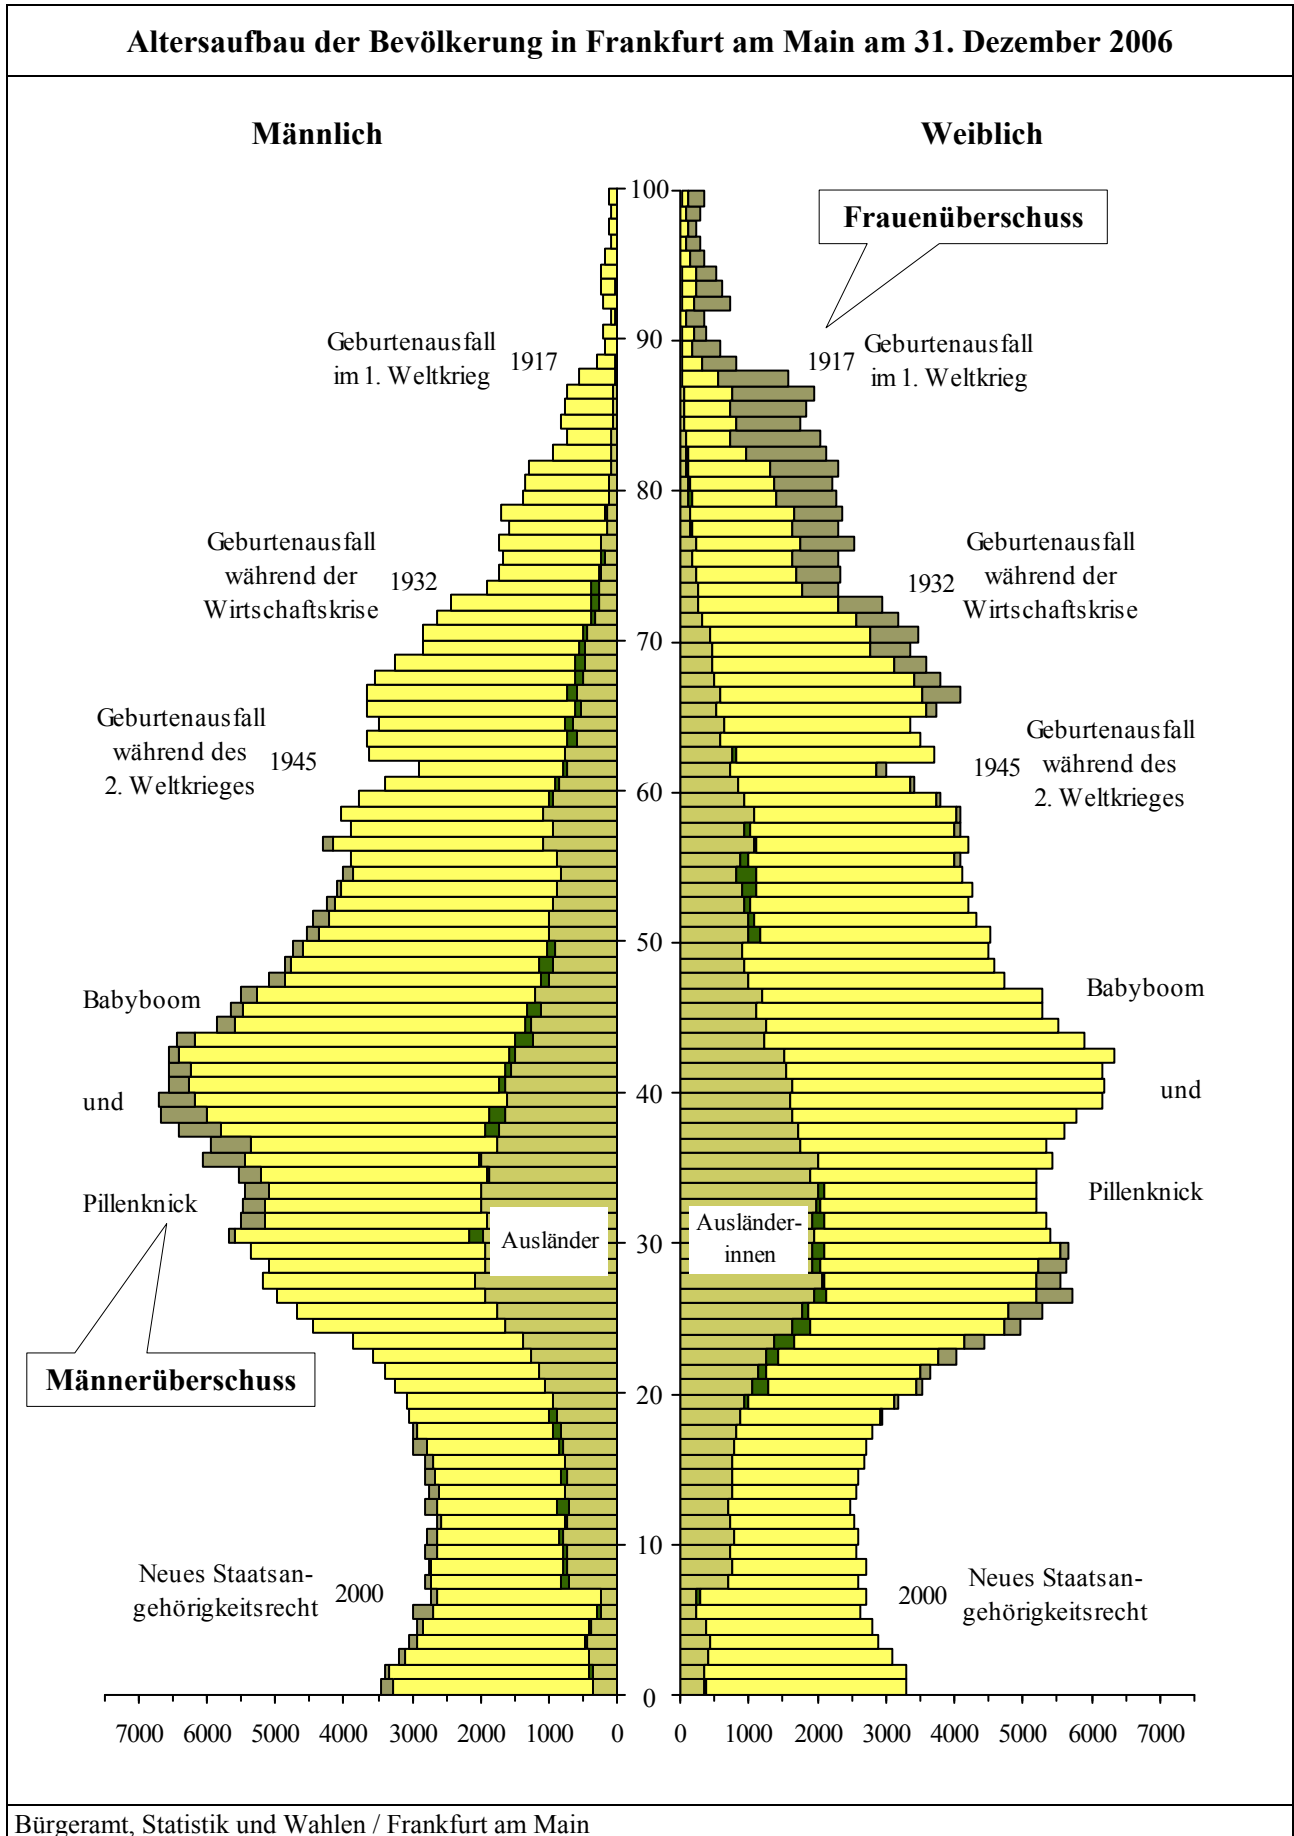 Altersaufbau der Bevölkerung in Frankfurt am Main am 31. Dezember 2006
Männlich
Weiblich
100
Frauenüberschuss
90
Geburtenausfall
im 1. Weltkrieg
1917
1917
Geburtenausfall
im 1. Weltkrieg
80
Geburtenausfall
während der
Wirtschaftskrise
1932
1932
Geburtenausfall
während der
Wirtschaftskrise
70
Geburtenausfall
während des
2. Weltkrieges
1945
1945
Geburtenausfall
während des
2. Weltkrieges
60
50
Babyboom
Babyboom
40
und
und
Pillenknick
Pillenknick
Ausländer
30
Ausländer-
innen
Männerüberschuss
20
10
Neues Staatsan-
gehörigkeitsrecht
2000
2000
Neues Staatsan-
gehörigkeitsrecht
0
7000 6000 5000 4000 3000 2000 1000 0
0 1000 2000 3000 4000 5000 6000 7000
Bürgeramt, Statistik und Wahlen / Frankfurt am Main